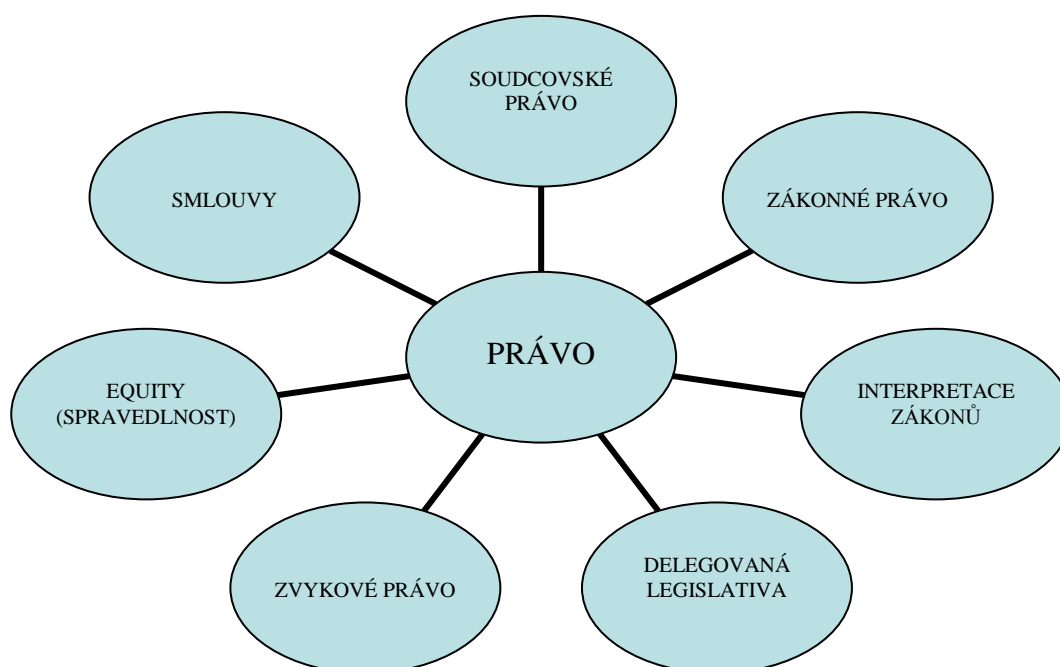 SOUDCOVSKÉ
PRÁVO
SMLOUVY
ZÁKONNÉ PRÁVO
PRÁVO
EQUITY
(SPRAVEDLNOST)
INTERPRETACE
ZÁKONŮ
ZVYKOVÉ PRÁVO
DELEGOVANÁ
LEGISLATIVA